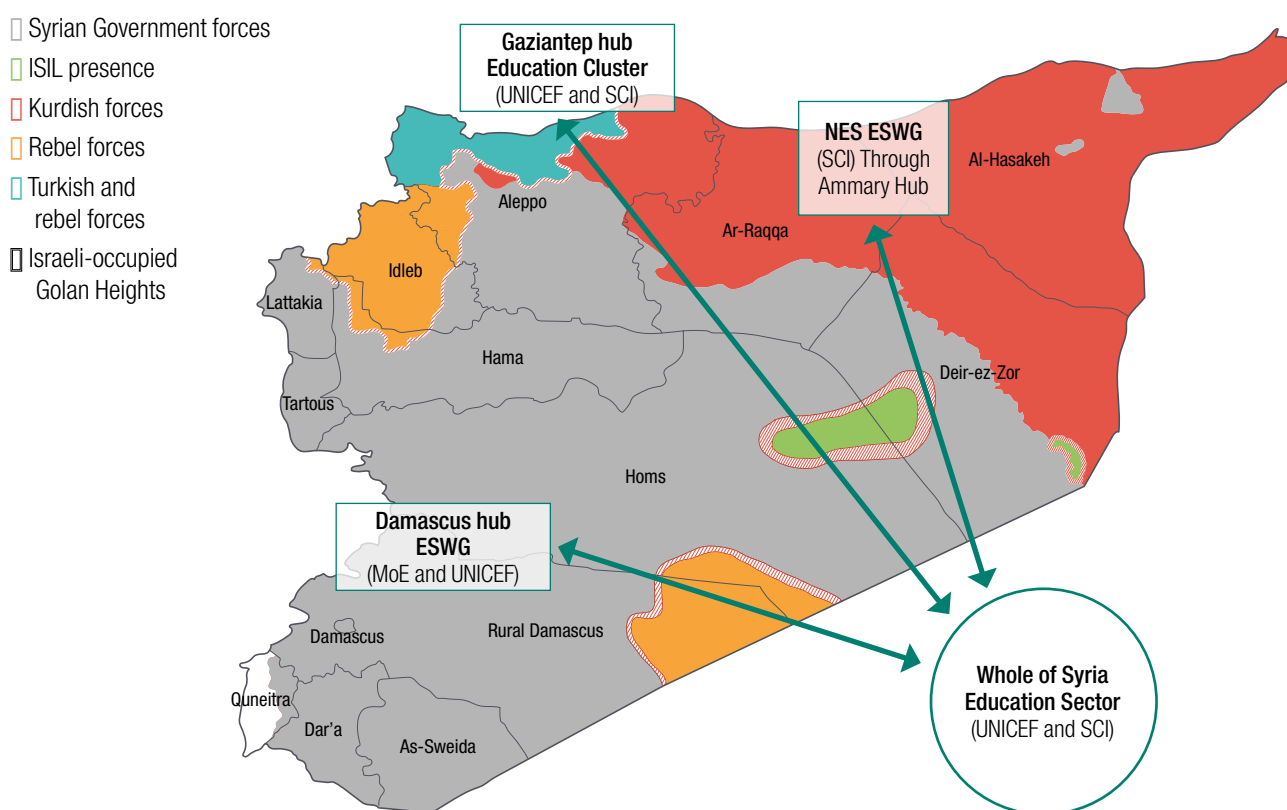 Syrian Government forces
ISIL presence
Kurdish forces
Rebel forces
Turkish and
rebel forces
Israeli-occupied
Golan Heights
Gaziantep hub
Education Cluster
(UNICEF and SCI)
NES ESWG
(SCI) Through
Ammary Hub
Al-Hasakeh
Aleppo
Ar-Raqqa
Idleb
Lattakia
Hama
Deir-ez-Zor
Tartous
Homs
Damascus hub
ESWG
(MoE and UNICEF)
Damascus
Rural Damascus
Quneitra
Dar'a
As-Sweida
Whole of Syria
Education Sector
(UNICEF and SCI)